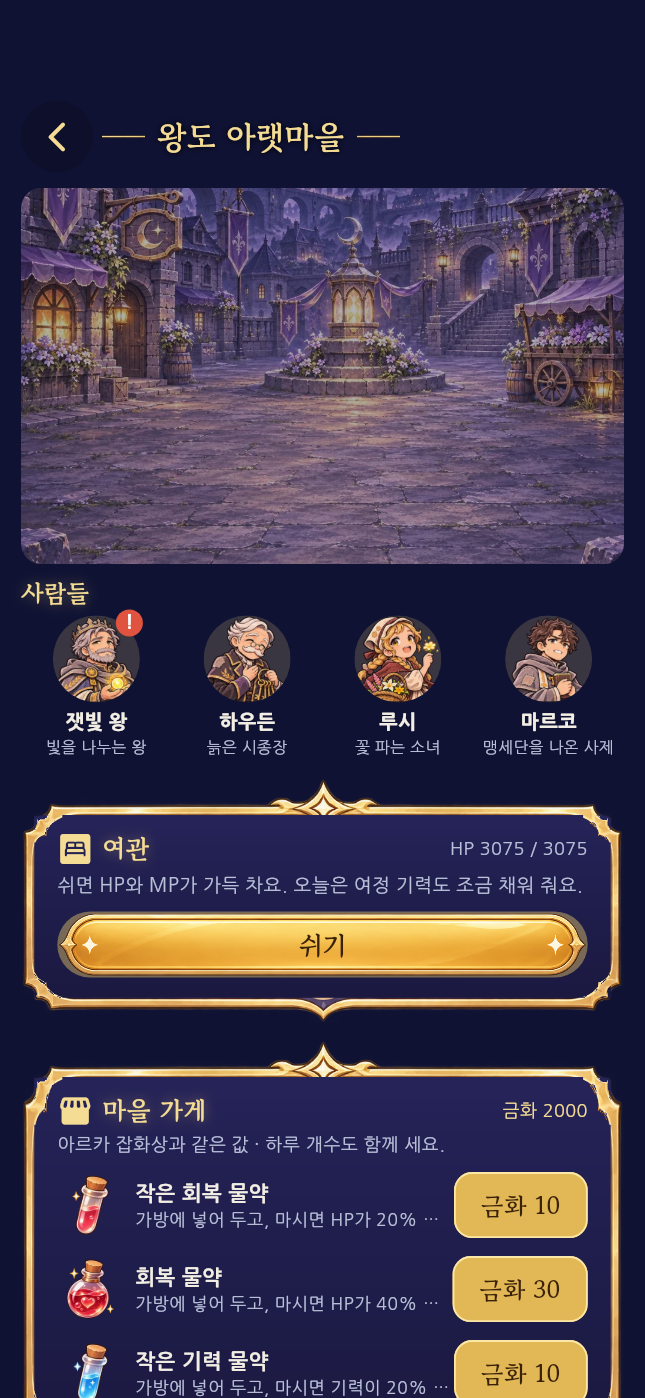 왕도 아랫마을
사람들
!
잿빛 왕
빛을 나누는 왕
하우든
늙은 시종장
루시
꽃 파는 소녀
마르코
맹세단을 나온 사제
여관
HP 3075 / 3075
쉬면 HP와 MP가 가득 차요. 오늘은 여정 기력도 조금 채워 줘요.
쉬기
마을 가게
금화 2000
아르카 잡화상과 같은 값 · 하루 개수도 함께 세요.
작은 회복 물약
가방에 넣어 두고, 마시면 HP가 20% …
금화 10
회복 물약
가방에 넣어 두고, 마시면 HP가 40% …
금화 30
작은 기력 물약
가방에 넣어 두고, 마시면 기력이 20% …
금화 10